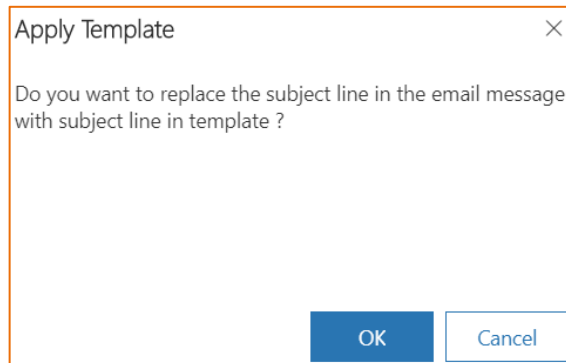 Apply Template
Do you want to replace the subject line in the email message
with subject line in template ?
OK
Cancel